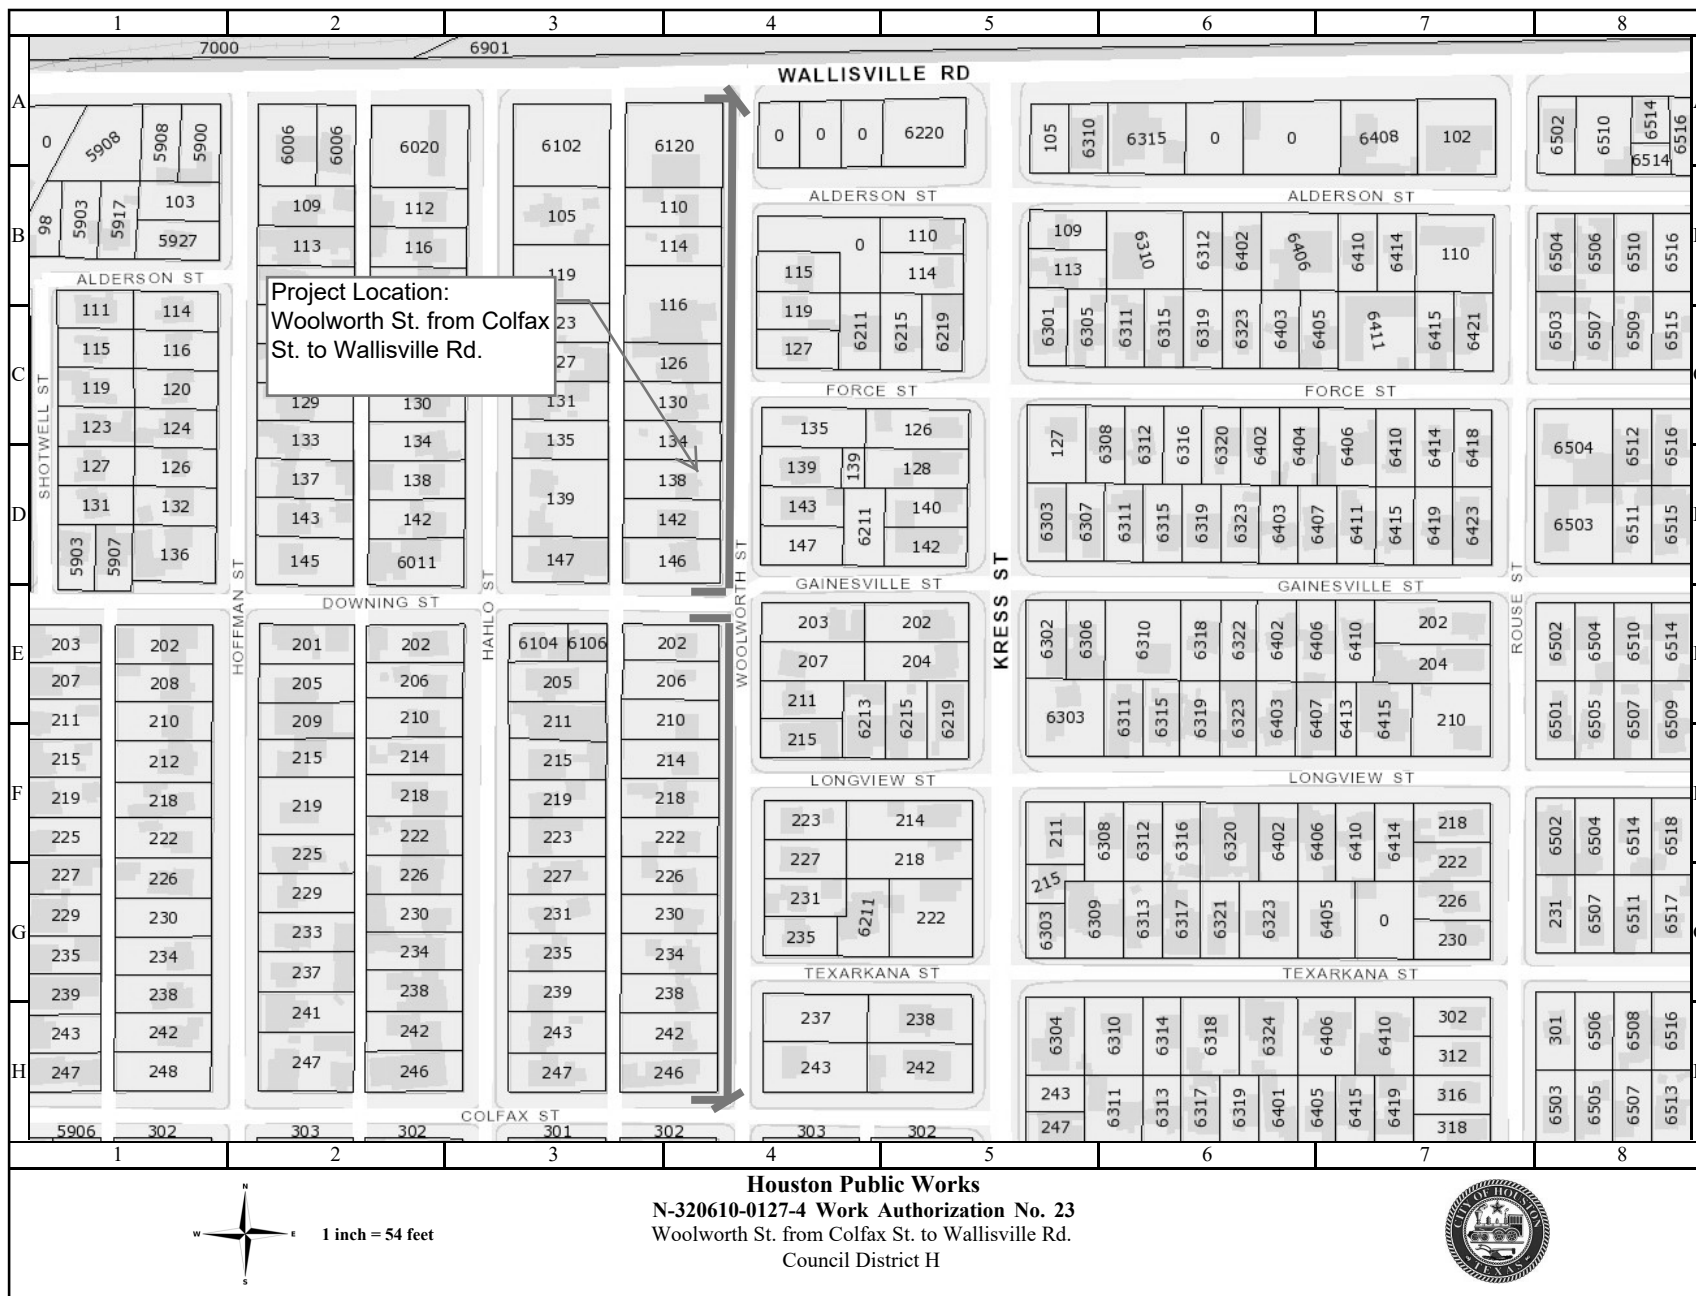 1 2 3 4 5 6 7 8
7000 6901
WALLISVILLE RD
A
0 5908 5908 5900 6006 6006 6020 6102 6120 0 0 0 6220 105 6310 6315 0 0 6408 102 6502 6510 6514 6514 6516
ALDERSON ST ALDERSON ST
B
98 5903 5917 103 5927
109 113 112 116 105 119 110 114 116
115 119 127 0 110 114 6211 6215 6219
109 113 6310 6312 6402 6406 6410 6414 110
6301 6305 6311 6315 6319 6323 6403 6405 6411 6415 6421
6504 6506 6510 6516
6503 6507 6509 6515
ALDERSON ST
Project Location:
Woolworth St. from Colfax
St. to Wallisville Rd.
C
SHOTWELL ST
111 114
115 116
119 120
123 124
127 126
131 132
5903 5907 136
23
27 126
129 130 131 130
133 134 135 134
137 138 139 138
143 142 142
145 6011 147 146
FORCE ST FORCE ST
135 126
139 139 128
143 6211 140
147 142
127 6308 6312 6316 6320 6402 6404 6406 6410 6414 6418
6303 6307 6311 6315 6319 6323 6403 6407 6411 6415 6419 6423
6504 6512 6516
6503 6511 6515
D
HOFFMAN ST
HAHLO ST
WOOLWORTH ST
KRESS ST
ROUSE ST
GAINESVILLE ST GAINESVILLE ST
DOWNING ST
E
203 202 201 202 6104 6106 202
207 208 205 206 205 206
211 210 209 210 211 210
215 212 215 214 215 214
219 218 219 218 219 218
225 222 225 222 223 222
227 226 229 226 227 226
229 230 233 230 231 230
235 234 237 234 235 234
239 238 241 238 239 238
243 242 247 242 243 242
247 248 246 247 246
203 202
207 204
211 6213 6215 6219
215
6302 6306 6310 6318 6322 6402 6406 6410 202
204
6303 6311 6315 6319 6323 6403 6407 6413 6415 210
6502 6504 6510 6514
6501 6505 6507 6509
LONGVIEW ST LONGVIEW ST
F
223 214
227 218
231 6211 222
235
211 6308 6312 6316 6320 6402 6406 6410 6414 218
222
215 6303 6309 6313 6317 6321 6323 6405 0 226
230
6502 6504 6514 6518
231 6507 6511 6517
G
TEXARKANA ST TEXARKANA ST
237 238
243 242
6304 6310 6314 6318 6324 6406 6410 302
312
243 6311 6313 6317 6319 6401 6405 6415 6419 316
247 318
301 6506 6508 6516
6503 6505 6507 6513
H
COLFAX ST
5906 302 303 302 301 302 303 302
1 2 3 4 5 6 7 8
N
W E
S
1 inch = 54 feet
Houston Public Works
N-320610-0127-4 Work Authorization No. 23
Woolworth St. from Colfax St. to Wallisville Rd.
Council District H
CITY OF HOUSTON
TEXAS